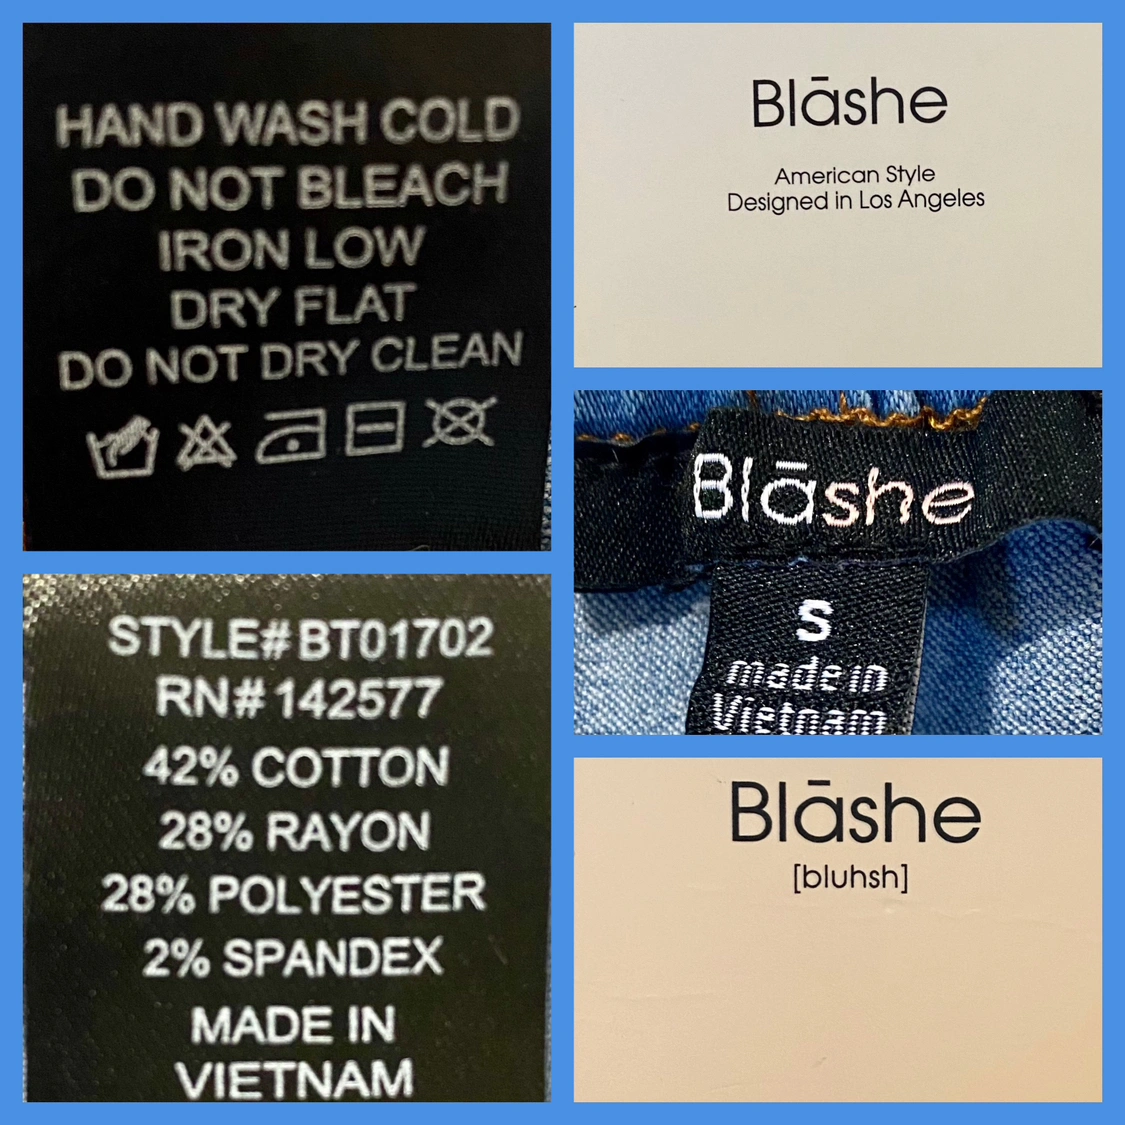 HAND WASH COLD
DO NOT BLEACH
IRON LOW
DRY FLAT
DO NOT DRY CLEAN
STYLE# BT01702
RN# 142577
42% COTTON
28% RAYON
28% POLYESTER
2% SPANDEX
MADE IN
VIETNAM
Blāshe
American Style
Designed in Los Angeles
Blāshe
S
made in
Vietnam
Blāshe
[bluhsh]